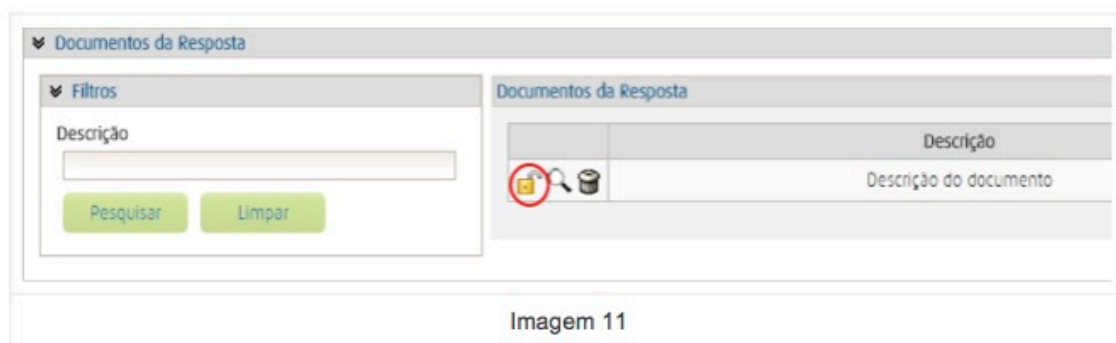 Documentos da Resposta
Filtros
Documentos da Resposta
Descrição
Descrição
Descrição do documento
Pesquisar Limpar
Imagem 11